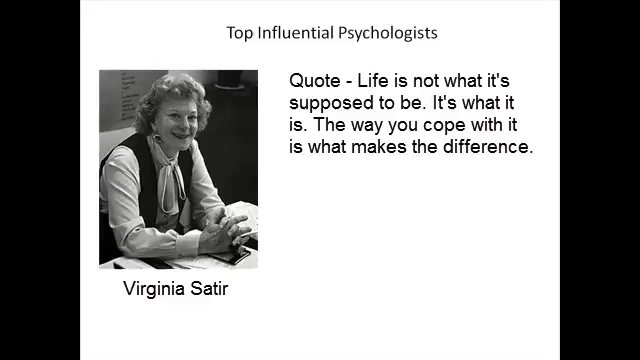 Top Influential Psychologists
Quote - Life is not what it's
supposed to be. It's what it
is. The way you cope with it
is what makes the difference.
Virginia Satir